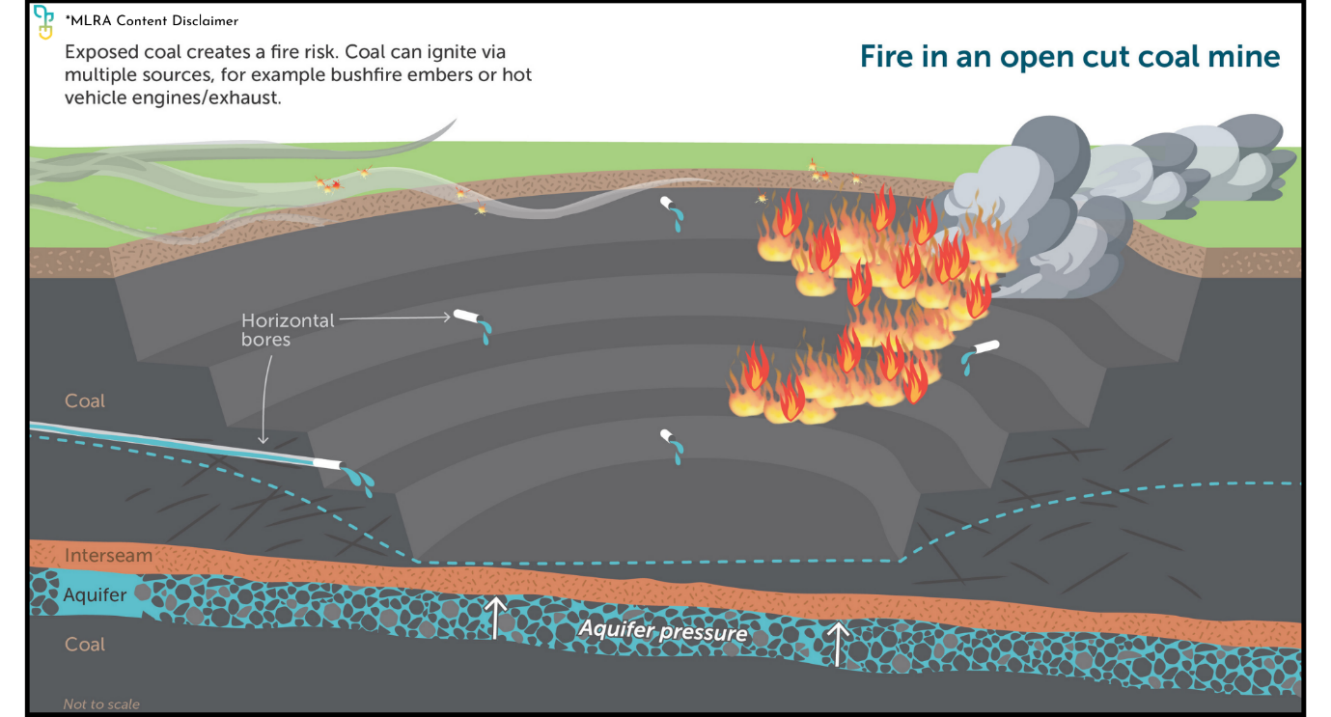 *MLRA Content Disclaimer
Exposed coal creates a fire risk. Coal can ignite via
multiple sources, for example bushfire embers or hot
vehicle engines/exhaust.
Fire in an open cut coal mine
Horizontal
bores
Coal
Interseam
Aquifer
Aquifer pressure
Coal
Not to scale